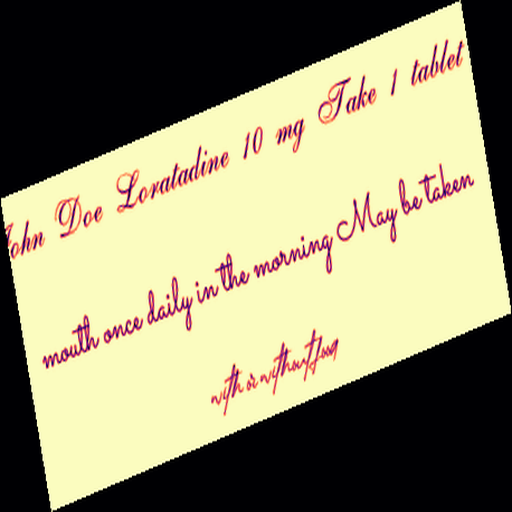 John Doe Loratadine 10 mg Take 1 tablet
mouth once daily in the morning May be taken
with or without food